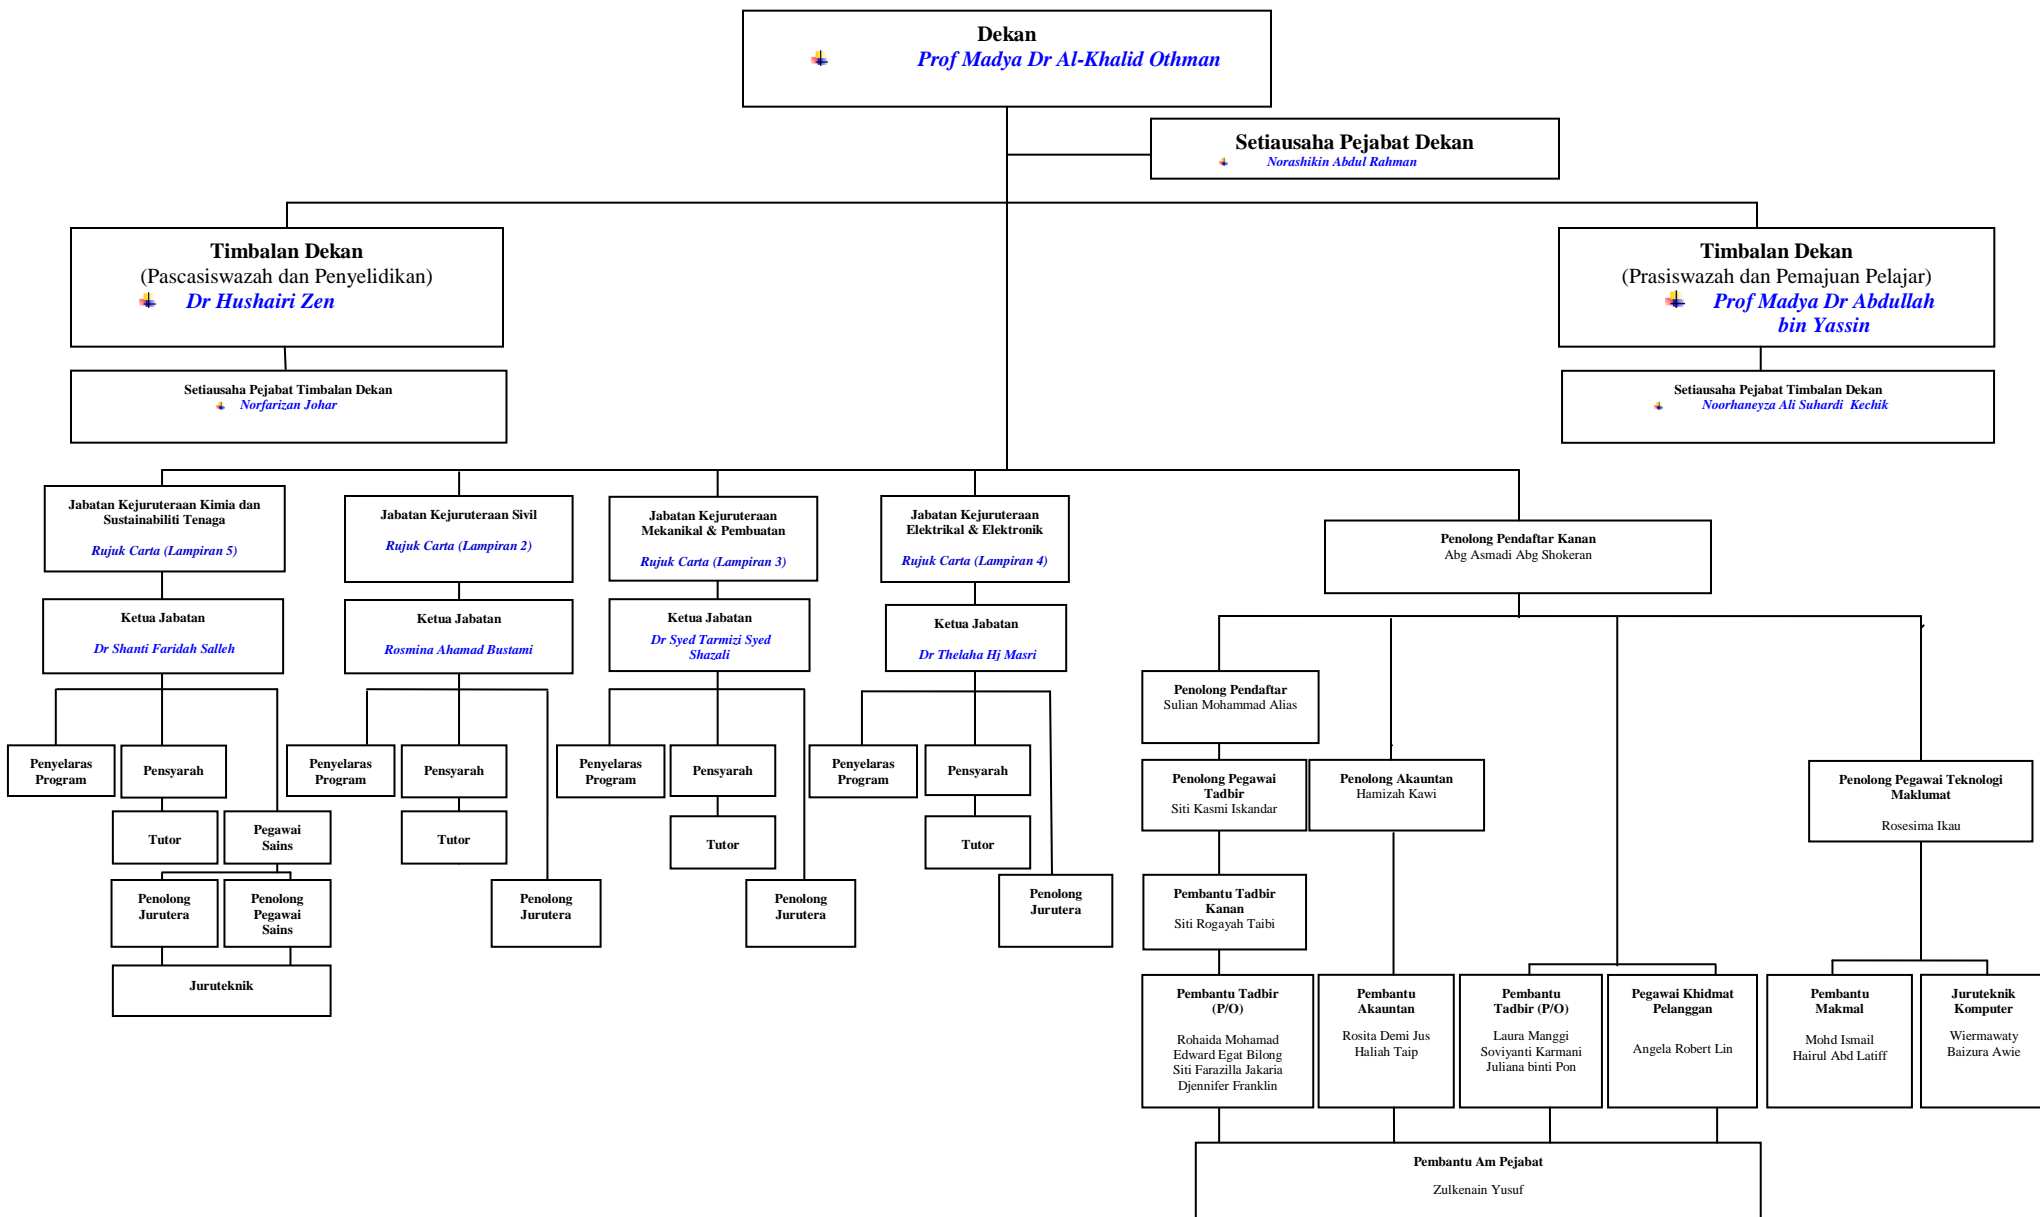 Dekan
Prof Madya Dr Al-Khalid Othman
Setiausaha Pejabat Dekan
Norashikin Abdul Rahman
Timbalan Dekan
(Pascasiswazah dan Penyelidikan)
Dr Hushairi Zen
Timbalan Dekan
(Prasiswazah dan Pemajuan Pelajar)
Prof Madya Dr Abdullah
bin Yassin
Setiausaha Pejabat Timbalan Dekan
Norfarizan Johar
Setiausaha Pejabat Timbalan Dekan
Noorhaneyza Ali Suhardi Kechik
Jabatan Kejuruteraan Kimia dan
Sustainabiliti Tenaga
Rujuk Carta (Lampiran 5)
Jabatan Kejuruteraan Sivil
Rujuk Carta (Lampiran 2)
Jabatan Kejuruteraan
Mekanikal & Pembuatan
Rujuk Carta (Lampiran 3)
Jabatan Kejuruteraan
Elektrikal & Elektronik
Rujuk Carta (Lampiran 4)
Penolong Pendaftar Kanan
Abg Asmadi Abg Shokeran
Ketua Jabatan
Dr Shanti Faridah Salleh
Ketua Jabatan
Rosmina Ahamad Bustami
Ketua Jabatan
Dr Syed Tarmizi Syed
Shazali
Ketua Jabatan
Dr Thelaha Hj Masri
Penolong Pendaftar
Sulian Mohammad Alias
Penyelaras
Program
Pensyarah
Penyelaras
Program
Pensyarah
Penyelaras
Program
Pensyarah
Penyelaras
Program
Pensyarah
Penolong Pegawai
Tadbir
Siti Kasmi Iskandar
Penolong Akauntan
Hamizah Kawi
Penolong Pegawai Teknologi
Maklumat
Rosesima Ikau
Tutor
Pegawai
Sains
Tutor
Tutor
Tutor
Penolong
Jurutera
Penolong
Pegawai
Sains
Penolong
Jurutera
Penolong
Jurutera
Penolong
Jurutera
Pembantu Tadbir
Kanan
Siti Rogayah Taibi
Juruteknik
Pembantu Tadbir
(P/O)
Rohaida Mohamad
Edward Egat Bilong
Siti Farazilla Jakaria
Djennifer Franklin
Pembantu
Akauntan
Rosita Demi Jus
Haliah Taip
Pembantu
Tadbir (P/O)
Laura Manggi
Soviyanti Karmani
Juliana binti Pon
Pegawai Khidmat
Pelanggan
Angela Robert Lin
Pembantu
Makmal
Mohd Ismail
Hairul Abd Latiff
Juruteknik
Komputer
Wiermawaty
Baizura Awie
Pembantu Am Pejabat
Zulkenain Yusuf